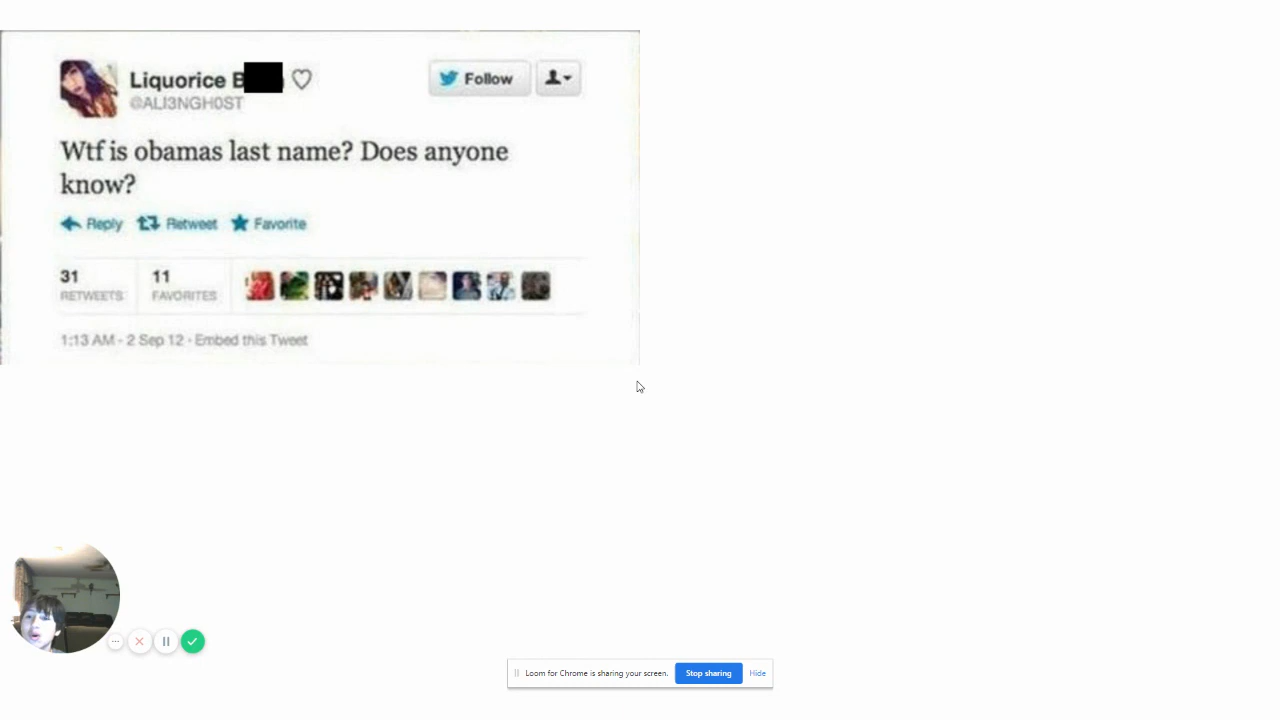 Liquorice B
Follow
@ALI3NGH0ST
Wtf is obamas last name? Does anyone
know?
Reply Retweet Favorite
31 11
RETWEETS FAVORITES
1:13 AM - 2 Sep 12 · Embed this Tweet
Loom for Chrome is sharing your screen. Stop sharing Hide